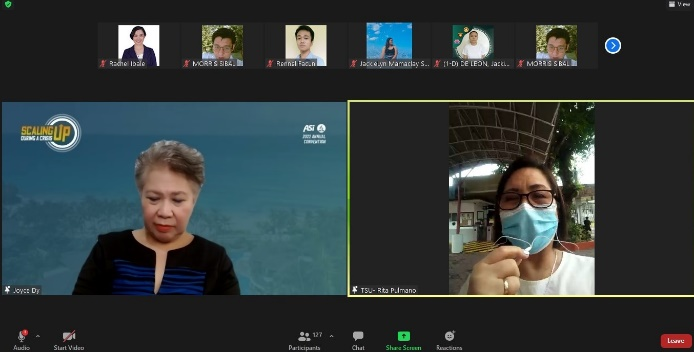 View
Rachel Ibale
MORRIS SIBAL
Rennel Facun
Jackielyn Mamaclay S...
(1-D) DE LEON, Jacki...
MORRIS SIBAL
SCALING UP
DURING A CRISIS
ASI
2021 ANNUAL
CONVENTION
Joyce Dy
TSU- Rita Pulmano
127
Audio
Start Video
Participants
Chat
Share Screen
Reactions
Leave